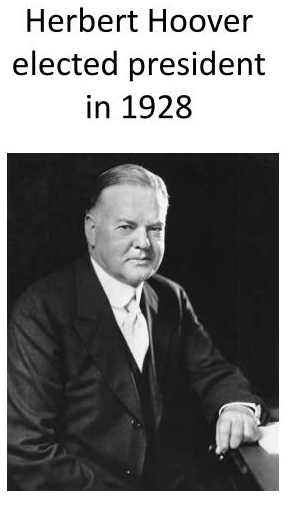 Herbert Hoover
elected president
in 1928